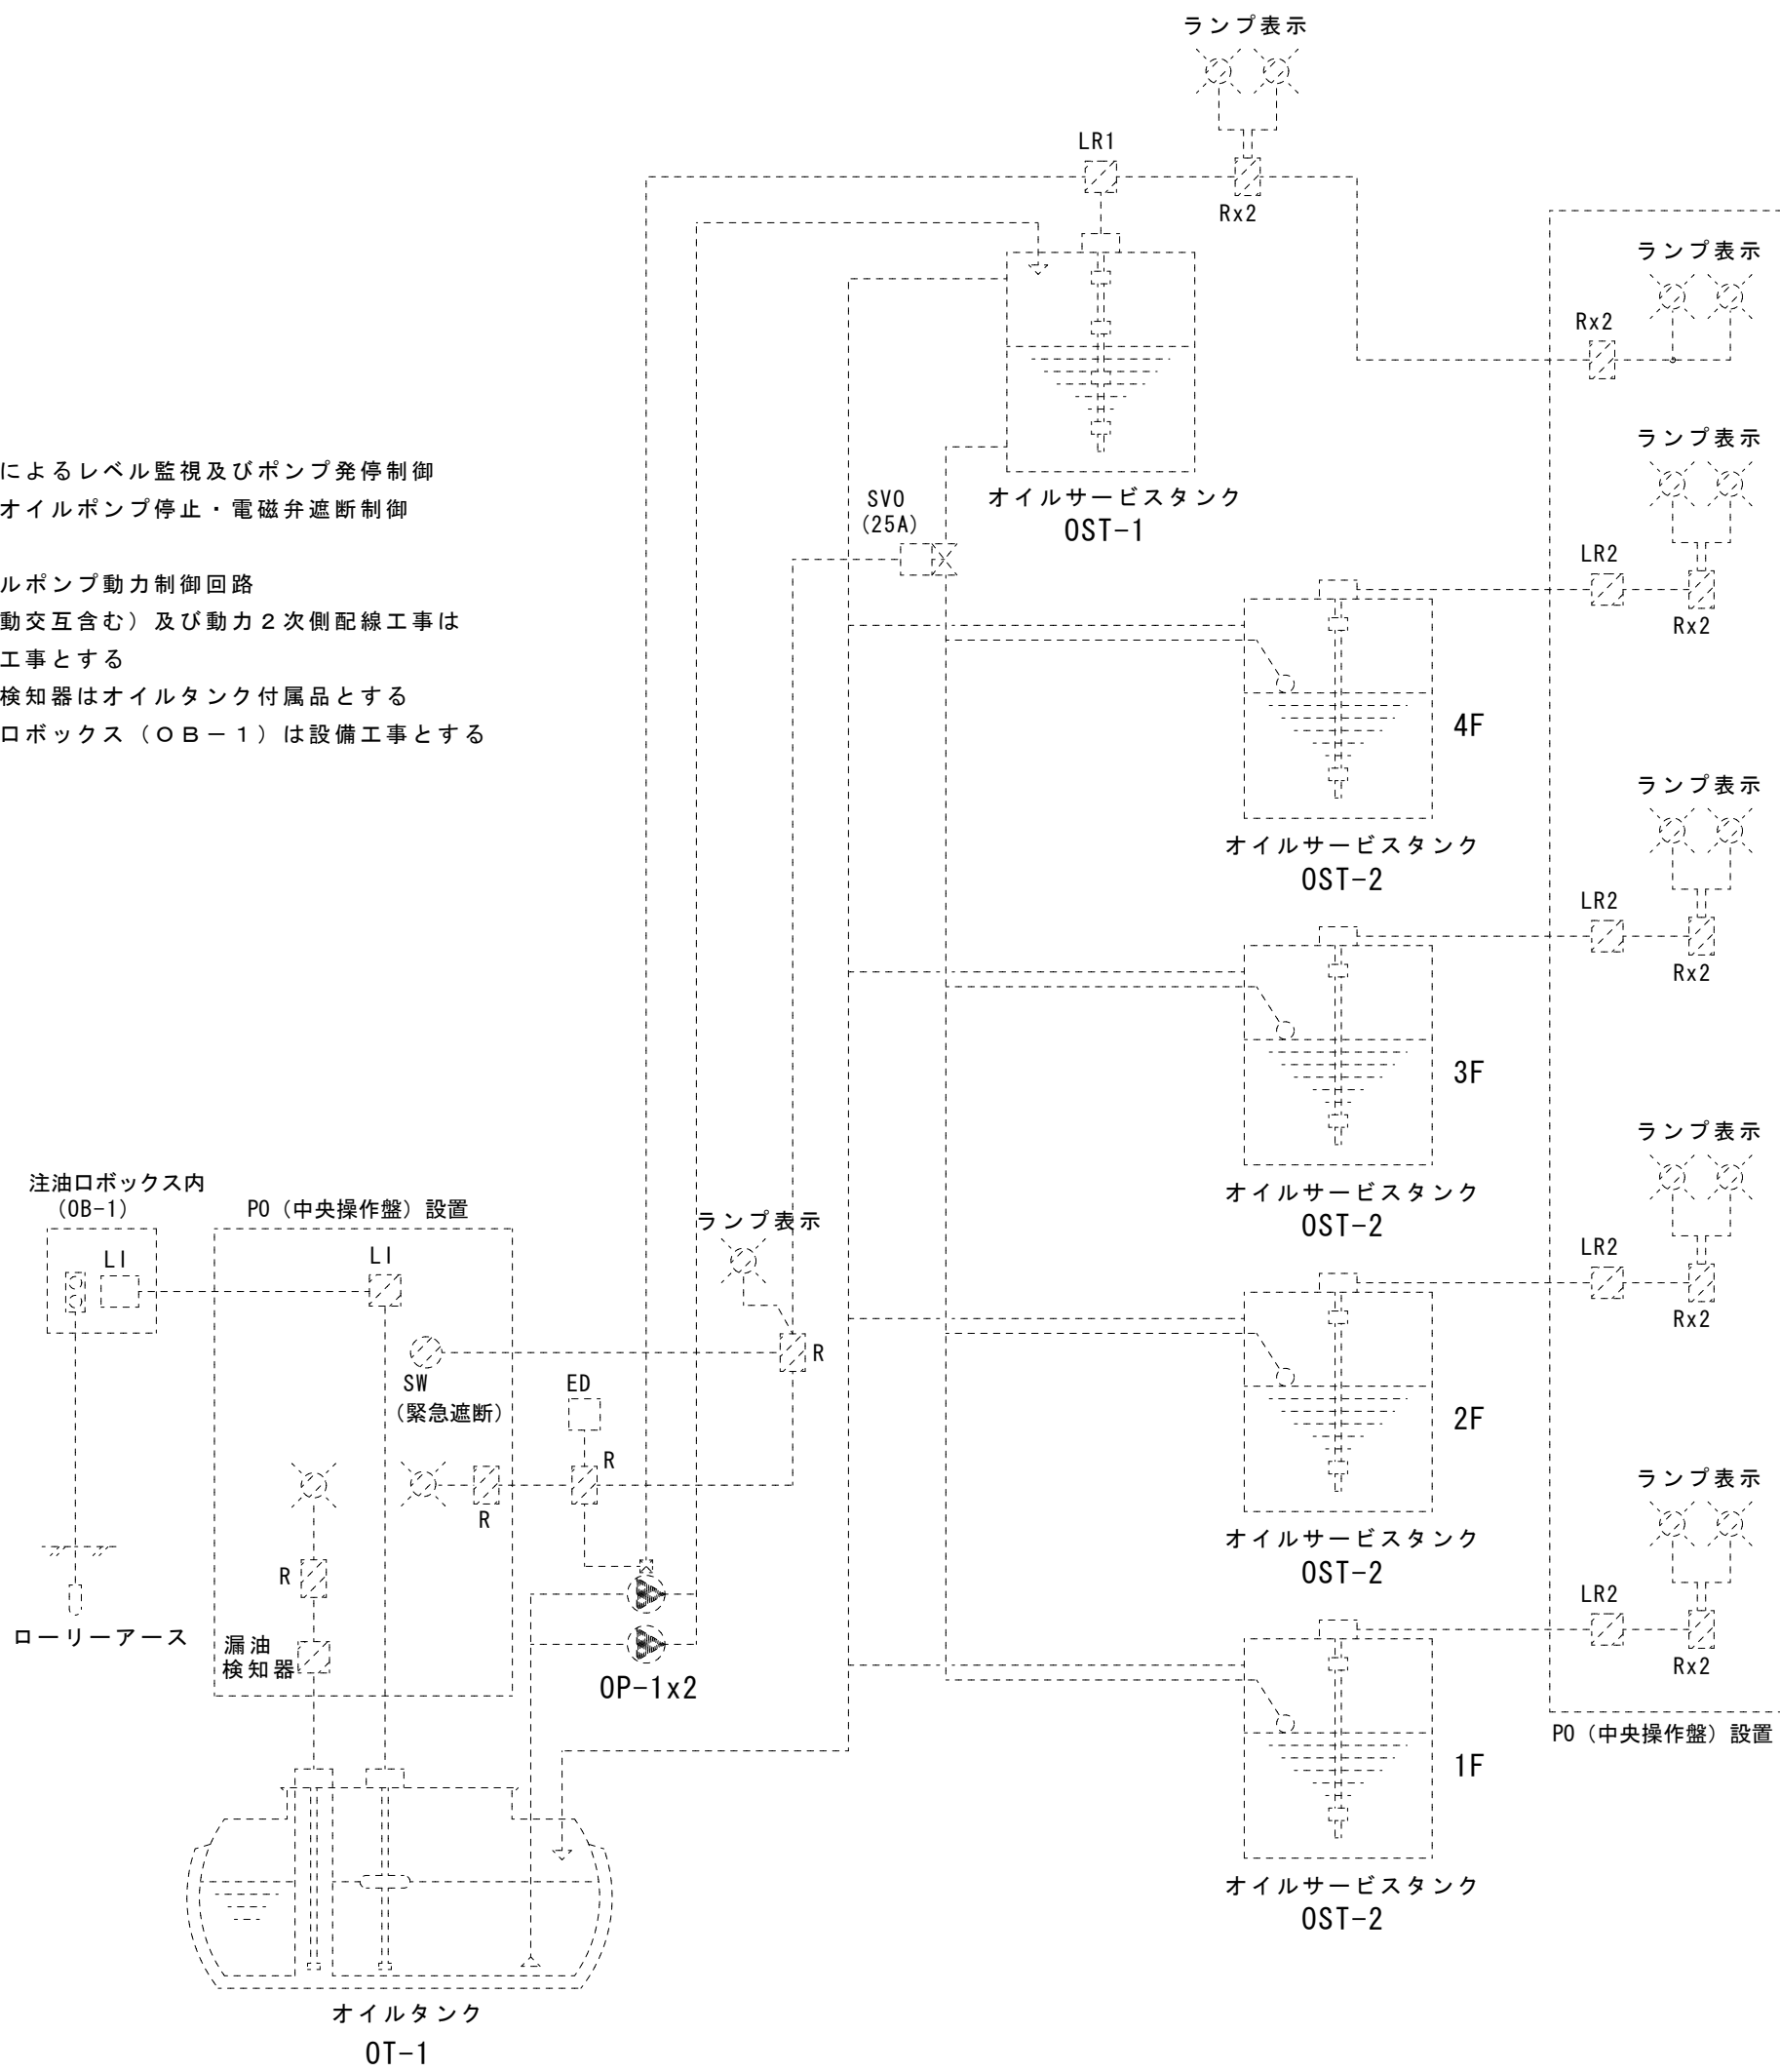 ランプ表示
LR1
Rx2
ランプ表示
Rx2
によるレベル監視及びポンプ発停制御
オイルポンプ停止・電磁弁遮断制御
ルポンプ動力制御回路
動交互含む）及び動力２次側配線工事は
工事とする
検知器はオイルタンク付属品とする
ロボックス（ＯＢ－１）は設備工事とする
SVO
(25A)
オイルサービスタンク
OST-1
ランプ表示
LR2
Rx2
4F
オイルサービスタンク
OST-2
ランプ表示
LR2
Rx2
3F
オイルサービスタンク
OST-2
ランプ表示
LR2
Rx2
2F
オイルサービスタンク
OST-2
ランプ表示
LR2
Rx2
1F
オイルサービスタンク
OST-2
PO（中央操作盤）設置
注油口ボックス内
(OB-1)
LI
PO（中央操作盤）設置
LI
ランプ表示
R
SW
（緊急遮断）
ED
R
R
R
ローリーアース
漏油
検知器
OP-1x2
オイルタンク
OT-1